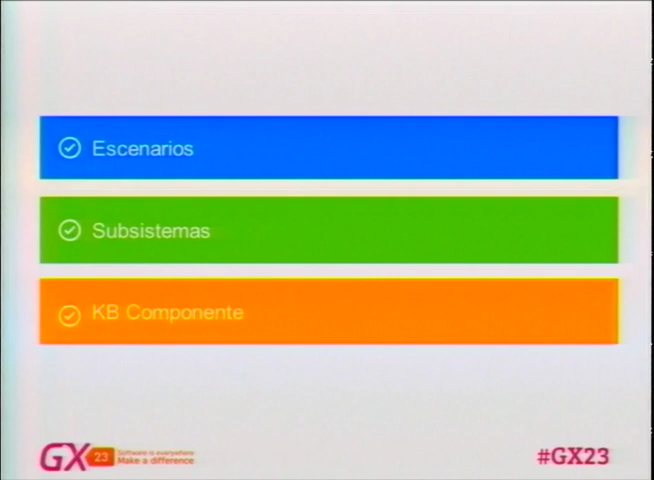 Escenarios
Subsistemas
KB Componente
GX 23 Software is everywhere
Make a difference
#GX23